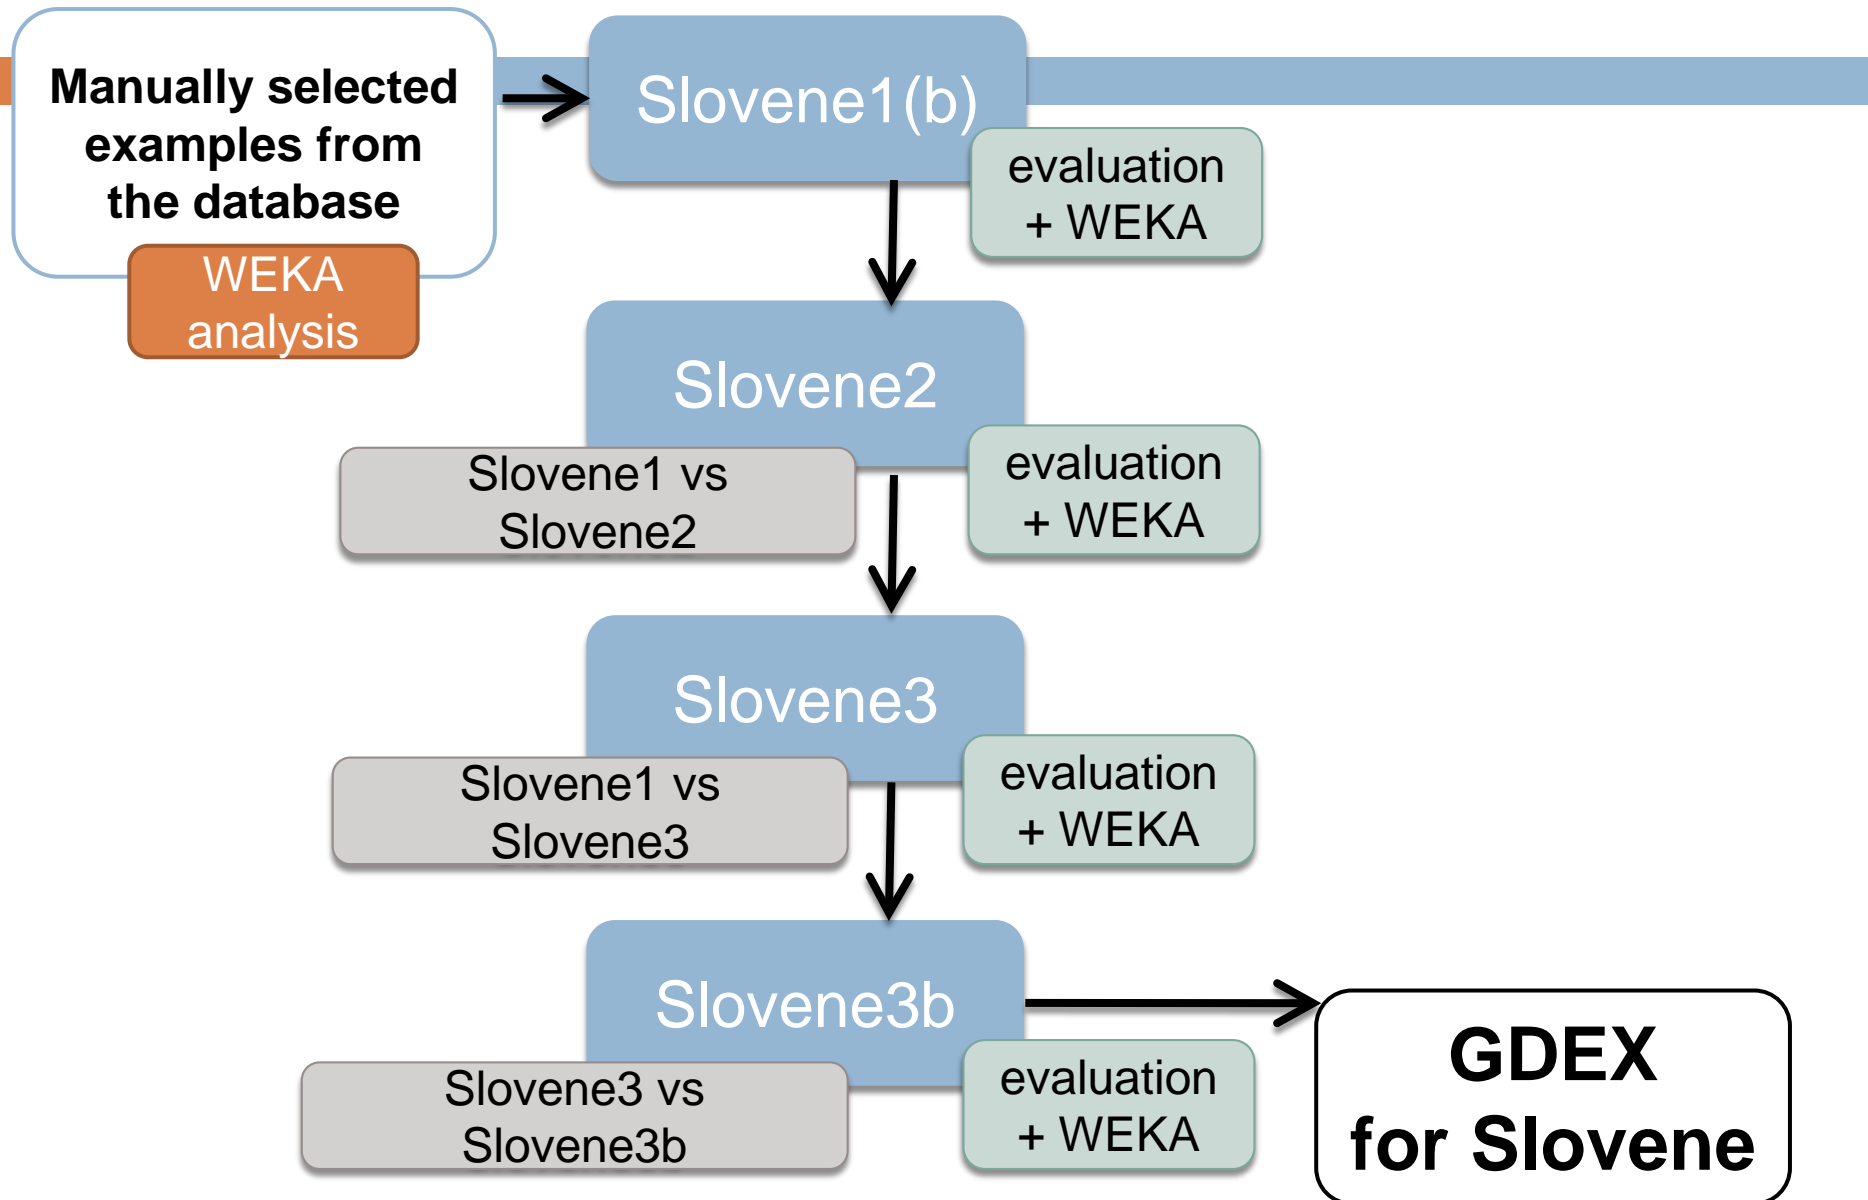 Manually selected
examples from
the database
WEKA
analysis
Slovene1(b)
evaluation
+ WEKA
Slovene2
Slovene1 vs
Slovene2
evaluation
+ WEKA
Slovene3
Slovene1 vs
Slovene3
evaluation
+ WEKA
Slovene3b
Slovene3 vs
Slovene3b
evaluation
+ WEKA
GDEX
for Slovene